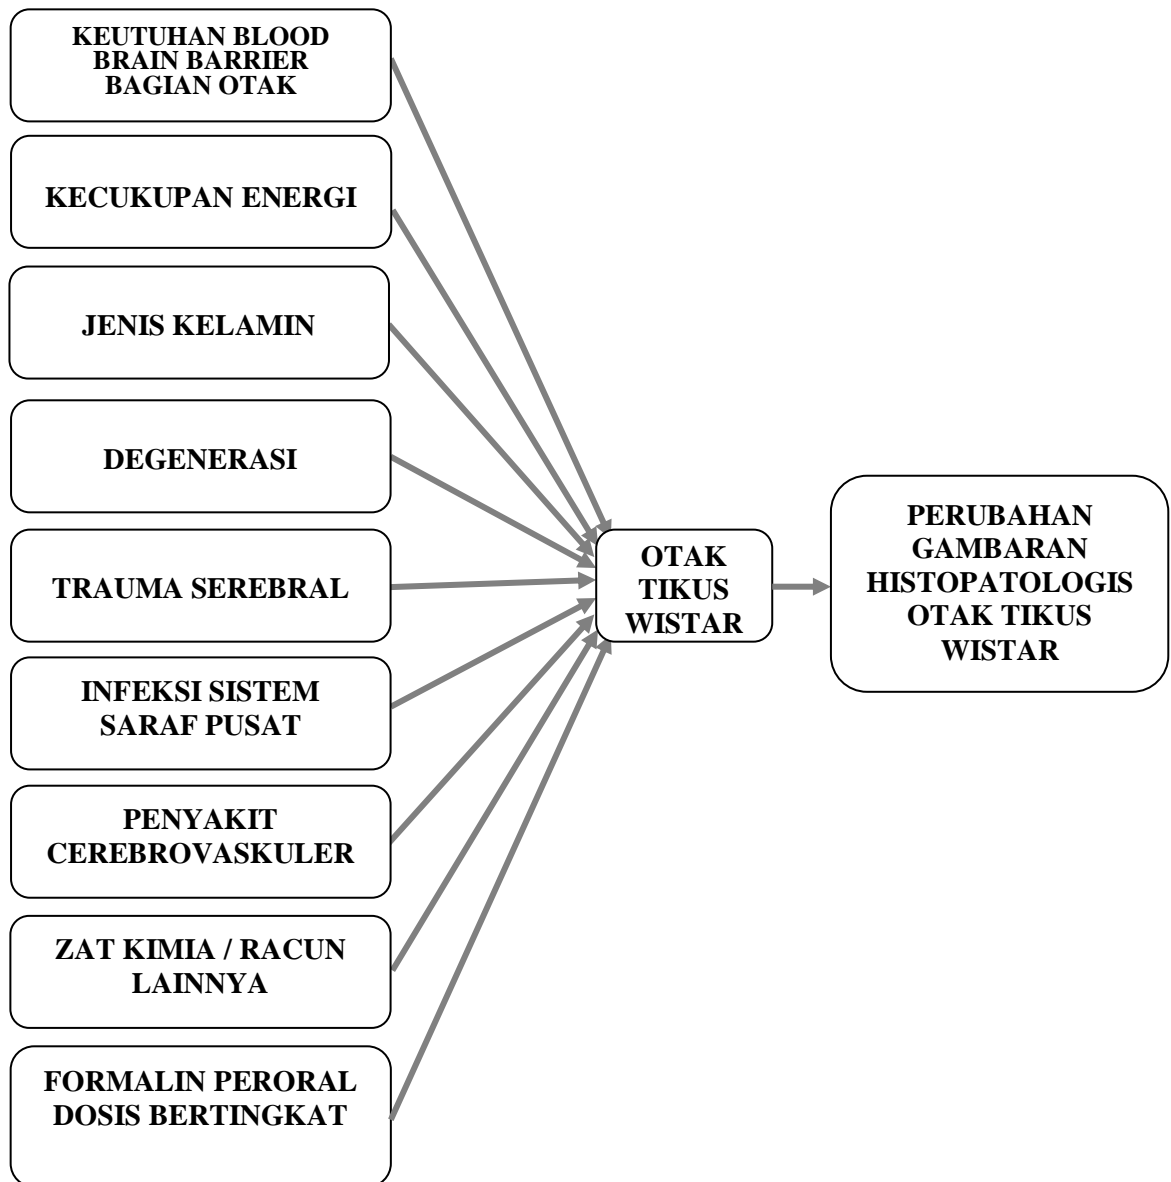 KEUTUHAN BLOOD
BRAIN BARRIER
BAGIAN OTAK
KECUKUPAN ENERGI
JENIS KELAMIN
DEGENERASI
TRAUMA SEREBRAL
INFEKSI SISTEM
SARAF PUSAT
PENYAKIT
CEREBROVASKULER
ZAT KIMIA / RACUN
LAINNYA
FORMALIN PERORAL
DOSIS BERTINGKAT
OTAK
TIKUS
WISTAR
PERUBAHAN
GAMBARAN
HISTOPATOLOGIS
OTAK TIKUS
WISTAR